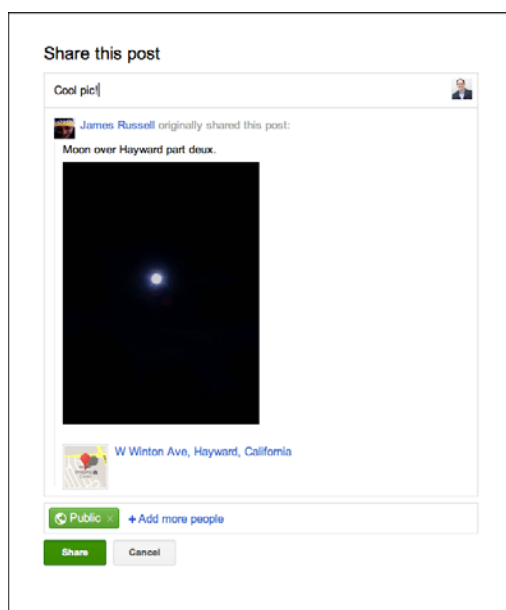 Share this post
Cool pic!
James Russell originally shared this post:
Moon over Hayward part deux.
W Winton Ave, Hayward, California
Public × + Add more people
Share Cancel